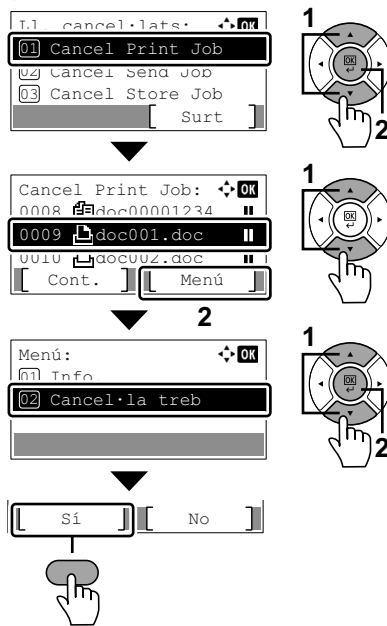 Ll. cancel·lats: OK
01 Cancel Print Job
02 Cancel Send Job
03 Cancel Store Job
[ Surt ]
1
OK
2
Cancel Print Job: OK
0008 doc00001234
0009 doc001.doc
0010 doc002.doc
[ Cont. ] [ Menú ]
1
OK
2
Menú: OK
01 Info
02 Cancel·la treb
1
OK
2
[ Sí ] [ No ]